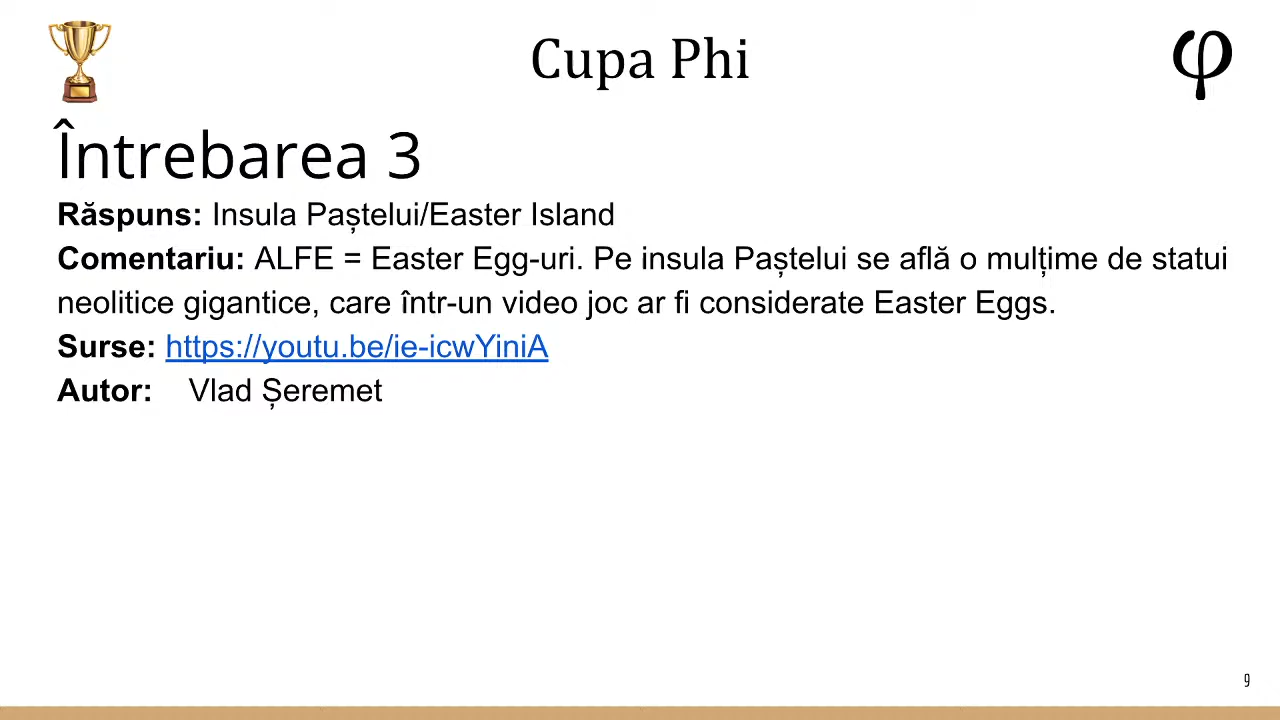 Cupa Phi
φ
Întrebarea 3
Răspuns: Insula Paștelui/Easter Island
Comentariu: ALFE = Easter Egg-uri. Pe insula Paștelui se află o mulțime de statui
neolitice gigantice, care într-un video joc ar fi considerate Easter Eggs.
Surse: https://youtu.be/ie-icwYiniA
Autor: Vlad Șeremet
9